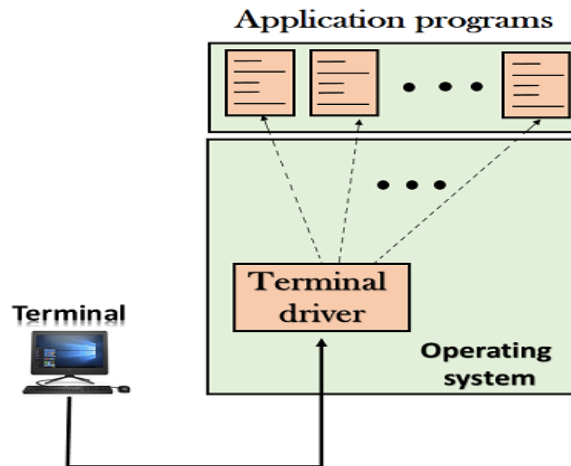 Application programs
Terminal
driver
Terminal
Operating
system